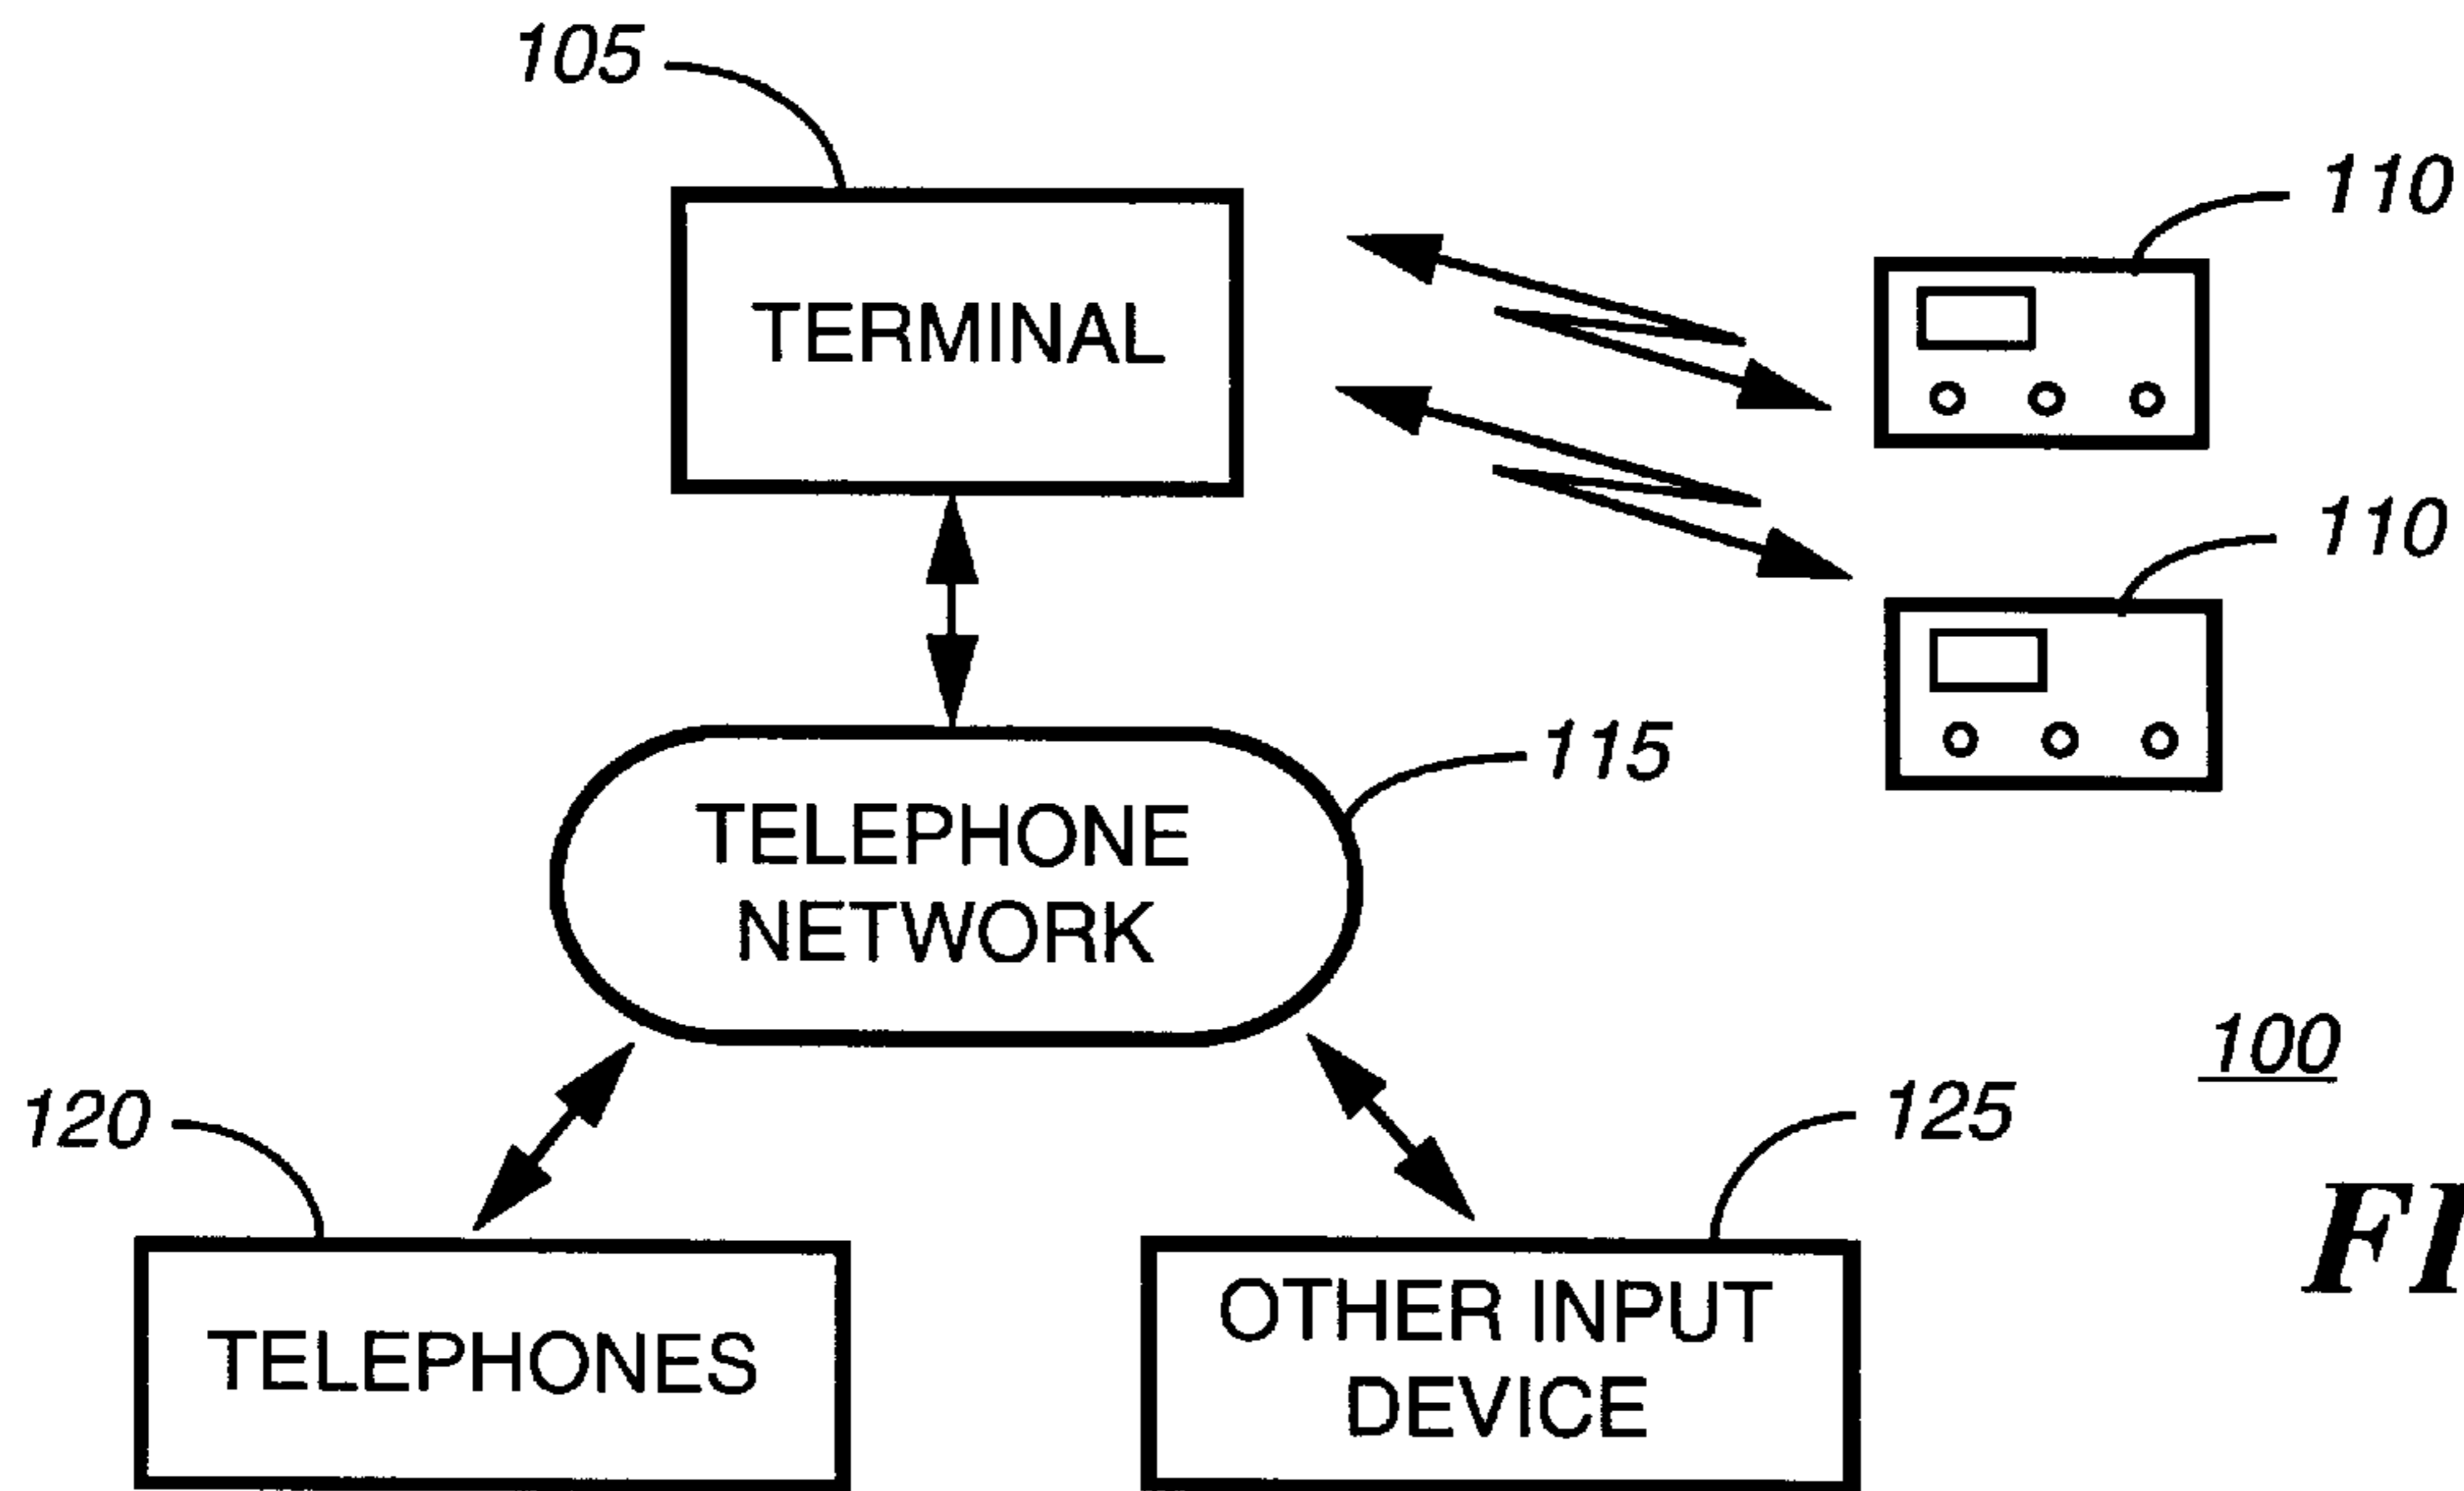 105
110
TERMINAL
110
115
TELEPHONE
NETWORK
100
120
125
TELEPHONES
OTHER INPUT
DEVICE